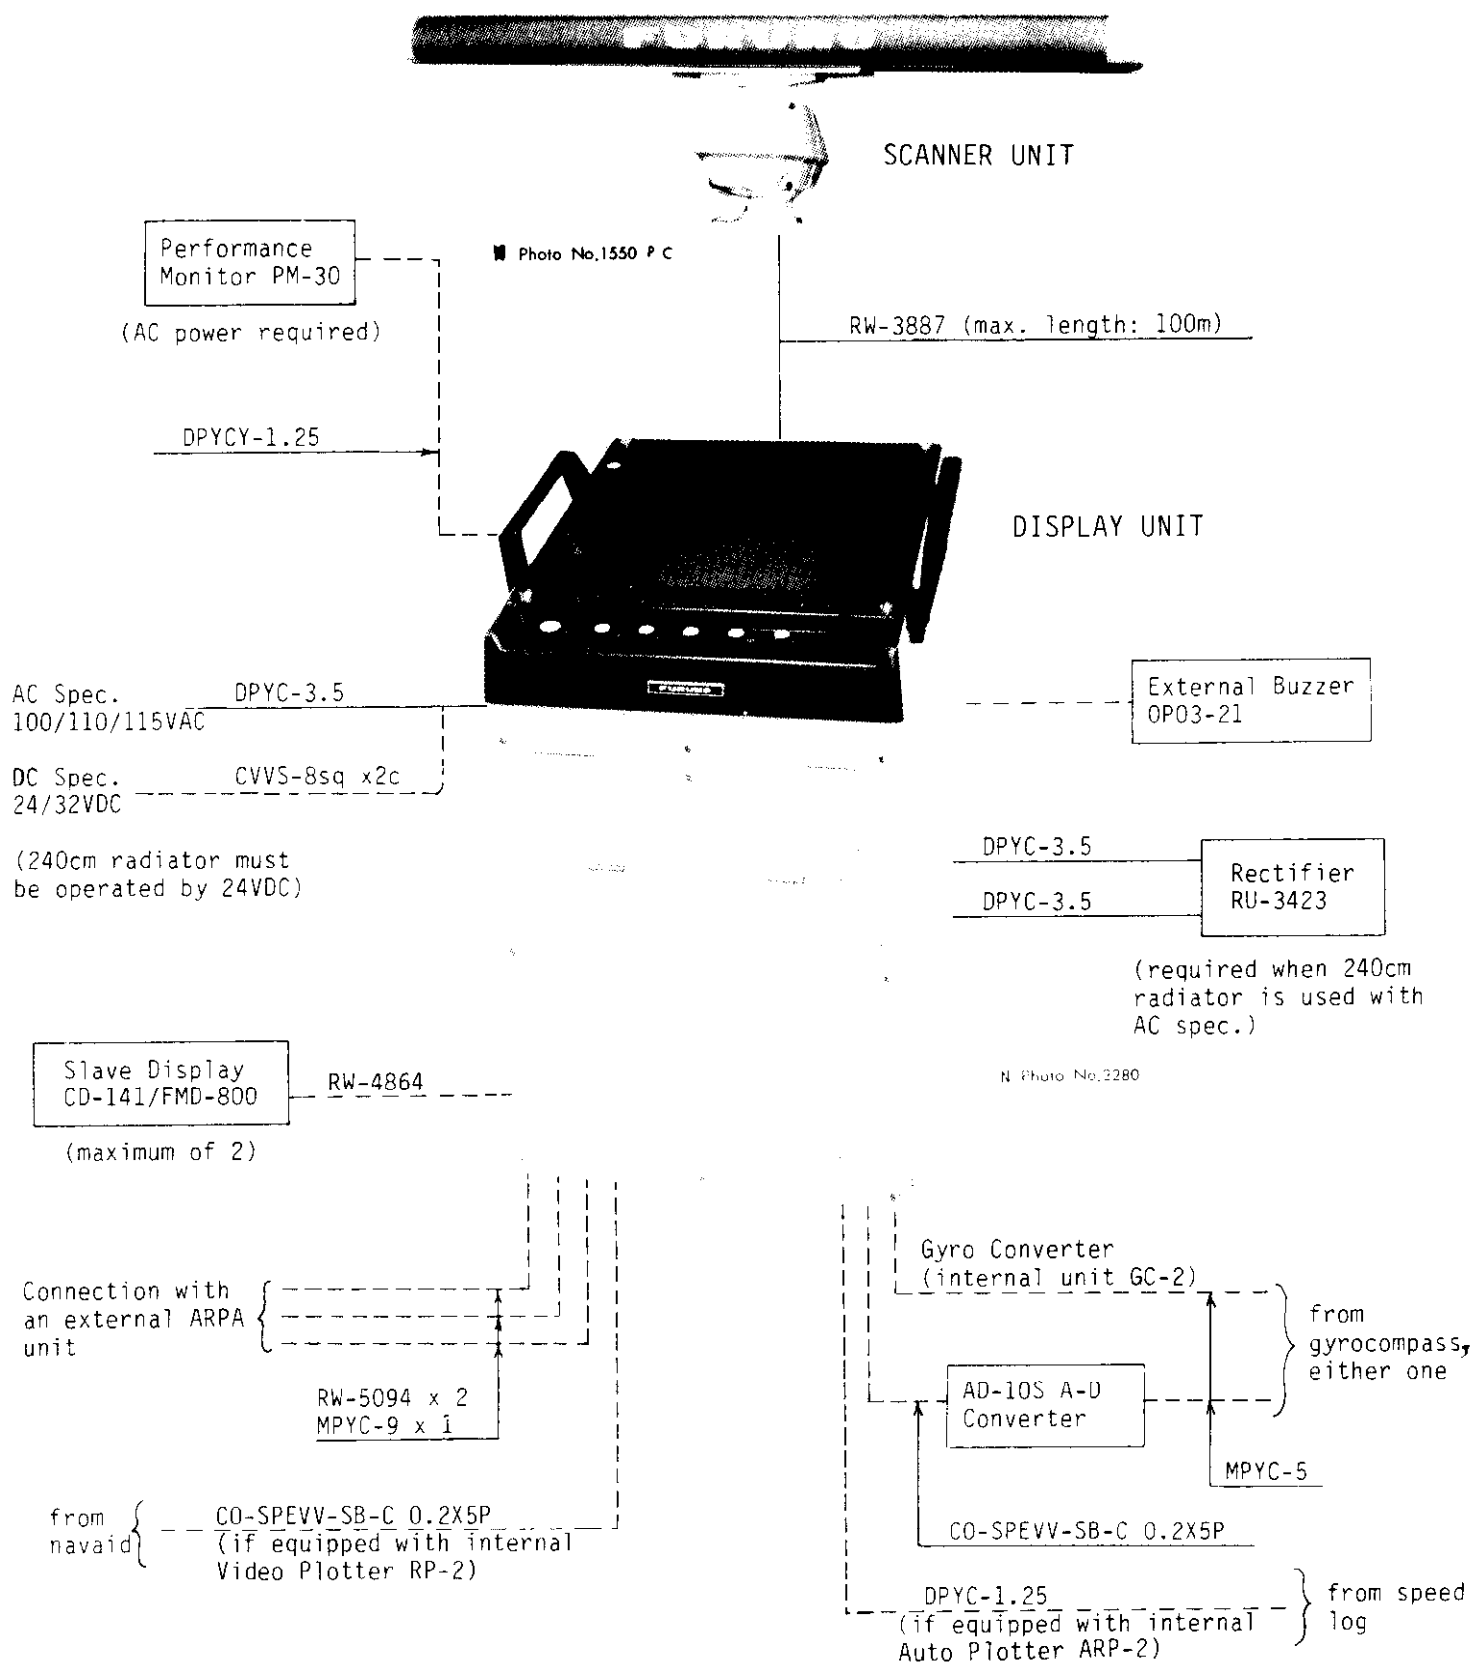 FURUNO
SCANNER UNIT
Performance
Monitor PM-30
(AC power required)
Photo No.1550 P C
RW-3887 (max. length: 100m)
DPYCY-1.25
DISPLAY UNIT
External Buzzer
OP03-21
AC Spec.
100/110/115VAC
DPYC-3.5
DC Spec.
24/32VDC
CVVS-8sq x2c
(240cm radiator must
be operated by 24VDC)
DPYC-3.5
DPYC-3.5
Rectifier
RU-3423
(required when 240cm
radiator is used with
AC spec.)
N Photo No.3280
Slave Display
CD-141/FMD-800
RW-4864
(maximum of 2)
Connection with
an external ARPA
unit
RW-5094 x 2
MPYC-9 x 1
from
navaid
CO-SPEVV-SB-C 0.2X5P
(if equipped with internal
Video Plotter RP-2)
Gyro Converter
(internal unit GC-2)
from
gyrocompass,
either one
AD-10S A-D
Converter
MPYC-5
CO-SPEVV-SB-C 0.2X5P
DPYC-1.25
(if equipped with internal
Auto Plotter ARP-2)
from speed
log